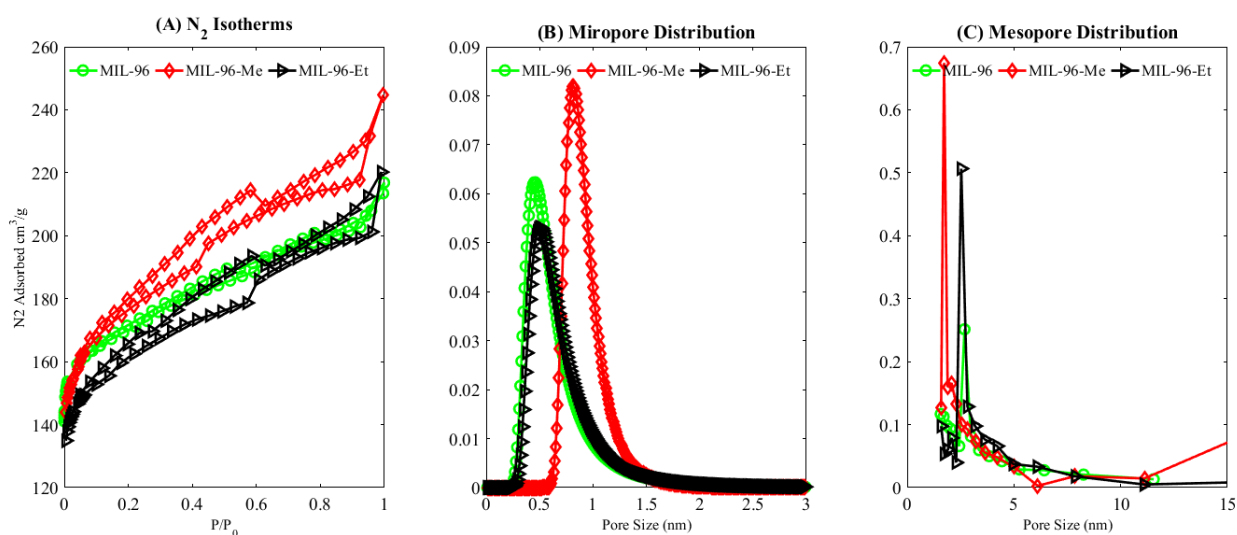 (A) N2 Isotherms
260
240
220
200
180
160
140
120
0
0.2
0.4
0.6
0.8
1
N2 Adsorbed cm3/g
P/P0
MIL-96
MIL-96-Me
MIL-96-Et
(B) Miropore Distribution
0.09
0.08
0.07
0.06
0.05
0.04
0.03
0.02
0.01
0
0
0.5
1
1.5
2
2.5
3
Pore Size (nm)
MIL-96
MIL-96-Me
MIL-96-Et
(C) Mesopore Distribution
0.7
0.6
0.5
0.4
0.3
0.2
0.1
0
0
5
10
15
Pore Size (nm)
MIL-96
MIL-96-Me
MIL-96-Et